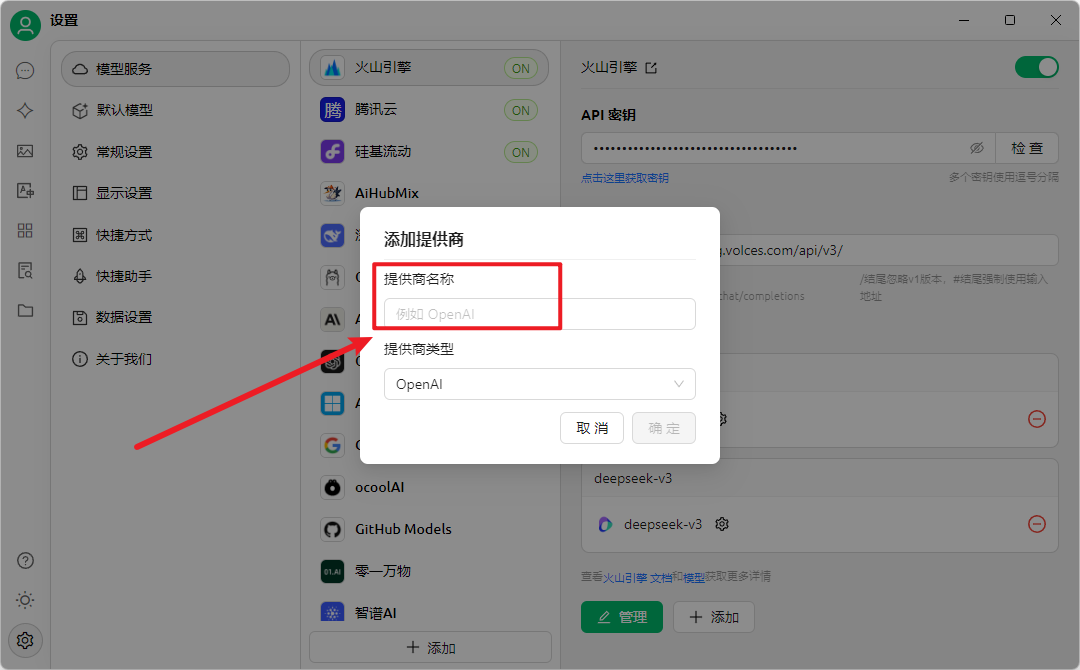 设置
模型服务
默认模型
常规设置
显示设置
快捷方式
快捷助手
数据设置
关于我们
火山引擎 ON
腾 腾讯云 ON
硅基流动 ON
AiHubMix
ocoolAI
GitHub Models
01.AI 零一万物
智谱AI
添加
火山引擎
API 密钥
检 查
点击这里获取密钥 多个密钥使用逗号分隔
.volces.com/api/v3/
chat/completions
/结尾忽略v1版本，#结尾强制使用输入
地址
deepseek-v3
deepseek-v3
查看火山引擎 文档和模型获取更多详情
管理 添加
添加提供商
提供商名称
例如 OpenAI
提供商类型
OpenAI
取 消 确 定